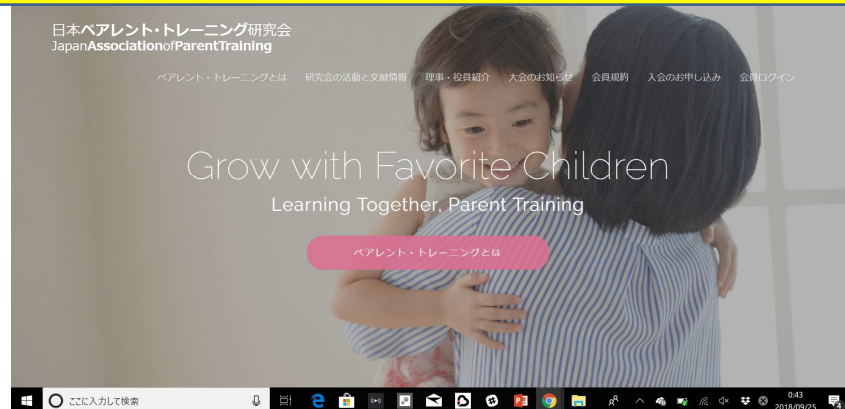 日本ペアレント・トレーニング研究会
JapanAssociationofParentTraining
ペアレント・トレーニングとは 研究会の活動と文献情報 理事・役員紹介 大会のお知らせ 会員規約 入会のお申し込み 会員ログイン
Grow with Favorite Children
Learning Together, Parent Training
ペアレント・トレーニングとは
ここに入力して検索
0:43
2018/09/25